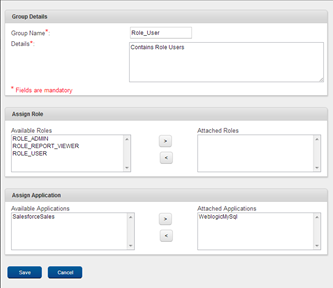 Group Details
Group Name*:
Role_User
Details*:
Contains Role Users
* Fields are mandatory
Assign Role
Available Roles
Attached Roles
ROLE_ADMIN
ROLE_REPORT_VIEWER
ROLE_USER
>
<
Assign Application
Available Applications
Attached Applications
SalesforceSales
WeblogicMySql
>
<
Save
Cancel